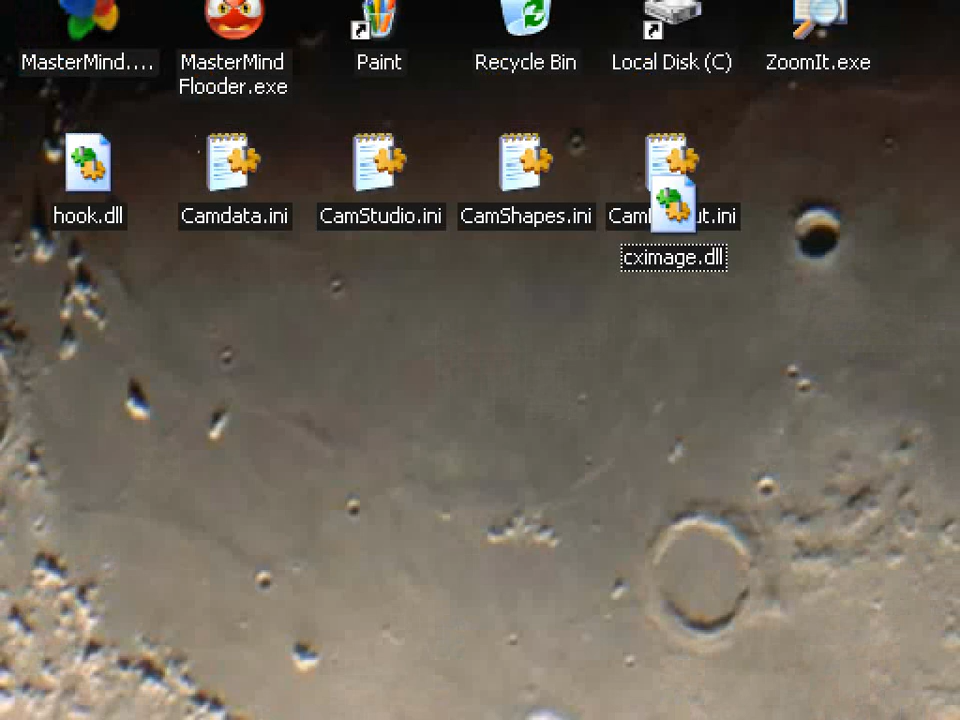 MasterMind....
MasterMind
Flooder.exe
Paint
Recycle Bin
Local Disk (C)
ZoomIt.exe
hook.dll
Camdata.ini
CamStudio.ini
CamShapes.ini
ut.ini
cximage.dll